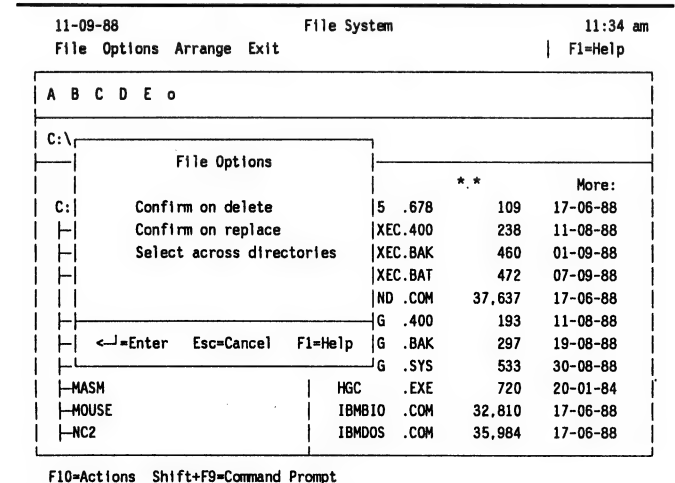 11-09-88 File System 11:34 am
File Options Arrange Exit | F1=Help
A B C D E o
C:\
File Options
*.* More:
C: Confirm on delete 5 .678 109 17-06-88
Confirm on replace XEC.400 238 11-08-88
Select across directories XEC.BAK 460 01-09-88
XEC.BAT 472 07-09-88
ND .COM 37,637 17-06-88
G .400 193 11-08-88
<─┘=Enter Esc=Cancel F1=Help G .BAK 297 19-08-88
G .SYS 533 30-08-88
MASM HGC .EXE 720 20-01-84
MOUSE IBMBIO .COM 32,810 17-06-88
NC2 IBMDOS .COM 35,984 17-06-88
F10=Actions Shift+F9=Command Prompt